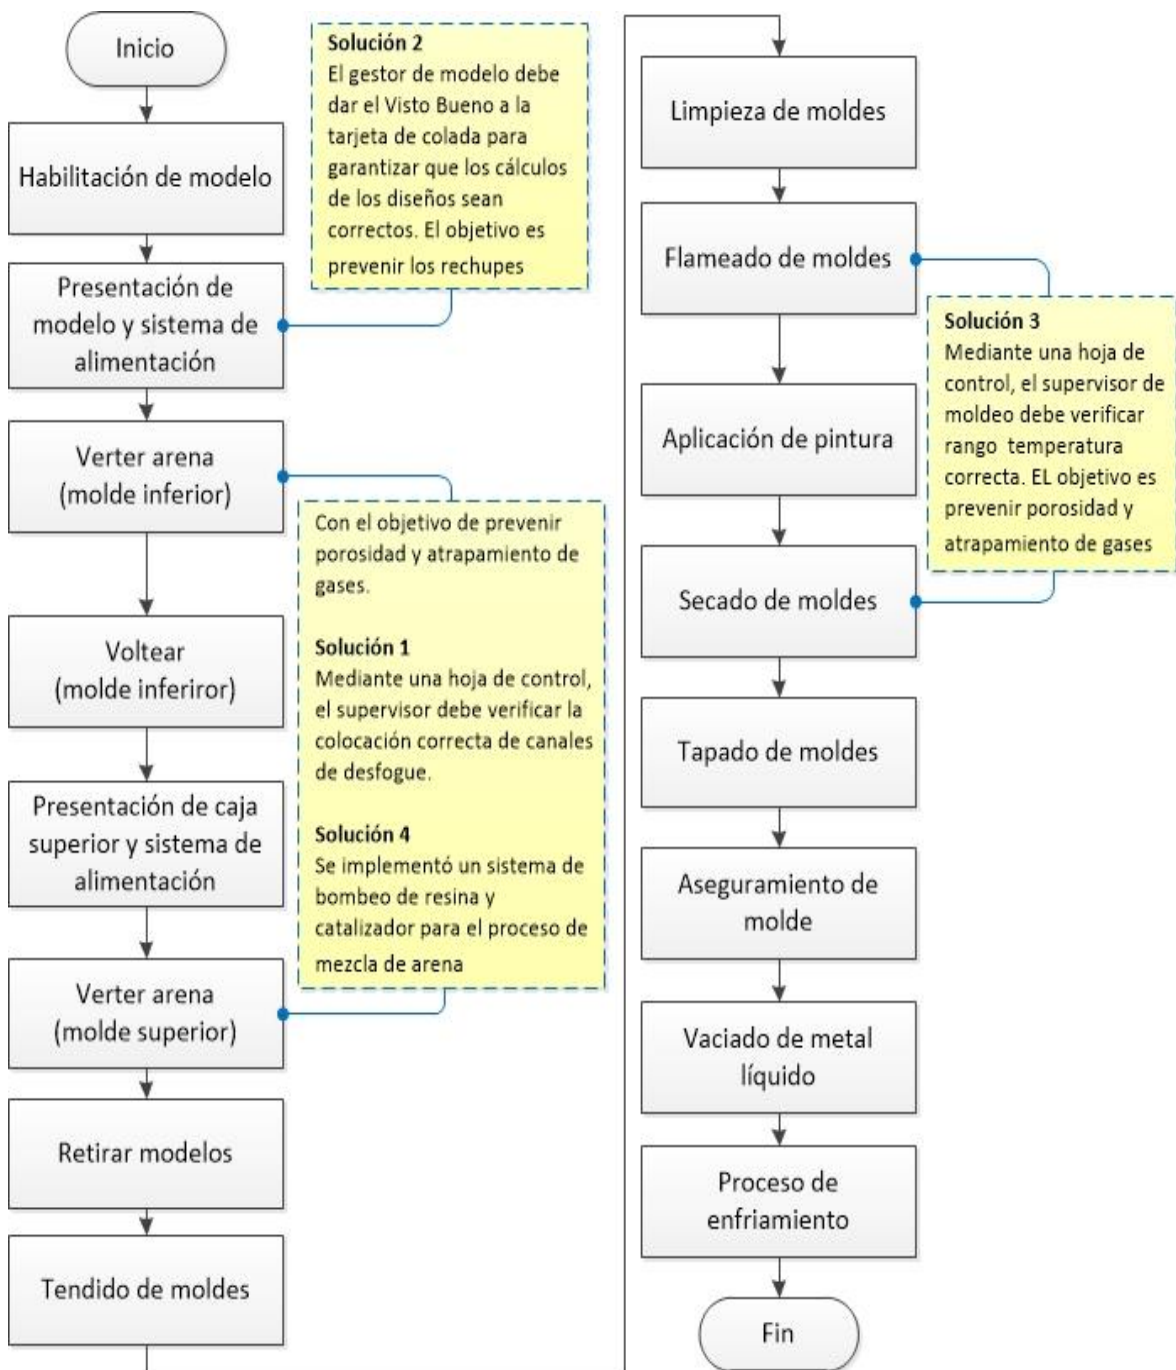 Inicio
Habilitación de modelo
Presentación de
modelo y sistema de
alimentación
Solución 2
El gestor de modelo debe
dar el Visto Bueno a la
tarjeta de colada para
garantizar que los cálculos
de los diseños sean
correctos. El objetivo es
prevenir los rechupes
Verter arena
(molde inferior)
Voltear
(molde inferiror)
Presentación de caja
superior y sistema de
alimentación
Verter arena
(molde superior)
Con el objetivo de prevenir
porosidad y atrapamiento de
gases.
Solución 1
Mediante una hoja de control,
el supervisor debe verificar la
colocación correcta de canales
de desfogue.
Solución 4
Se implementó un sistema de
bombeo de resina y
catalizador para el proceso de
mezcla de arena
Retirar modelos
Tendido de moldes
Limpieza de moldes
Flameado de moldes
Aplicación de pintura
Secado de moldes
Solución 3
Mediante una hoja de
control, el supervisor de
moldeo debe verificar
rango temperatura
correcta. EL objetivo es
prevenir porosidad y
atrapamiento de gases
Tapado de moldes
Aseguramiento de
molde
Vaciado de metal
líquido
Proceso de
enfriamiento
Fin